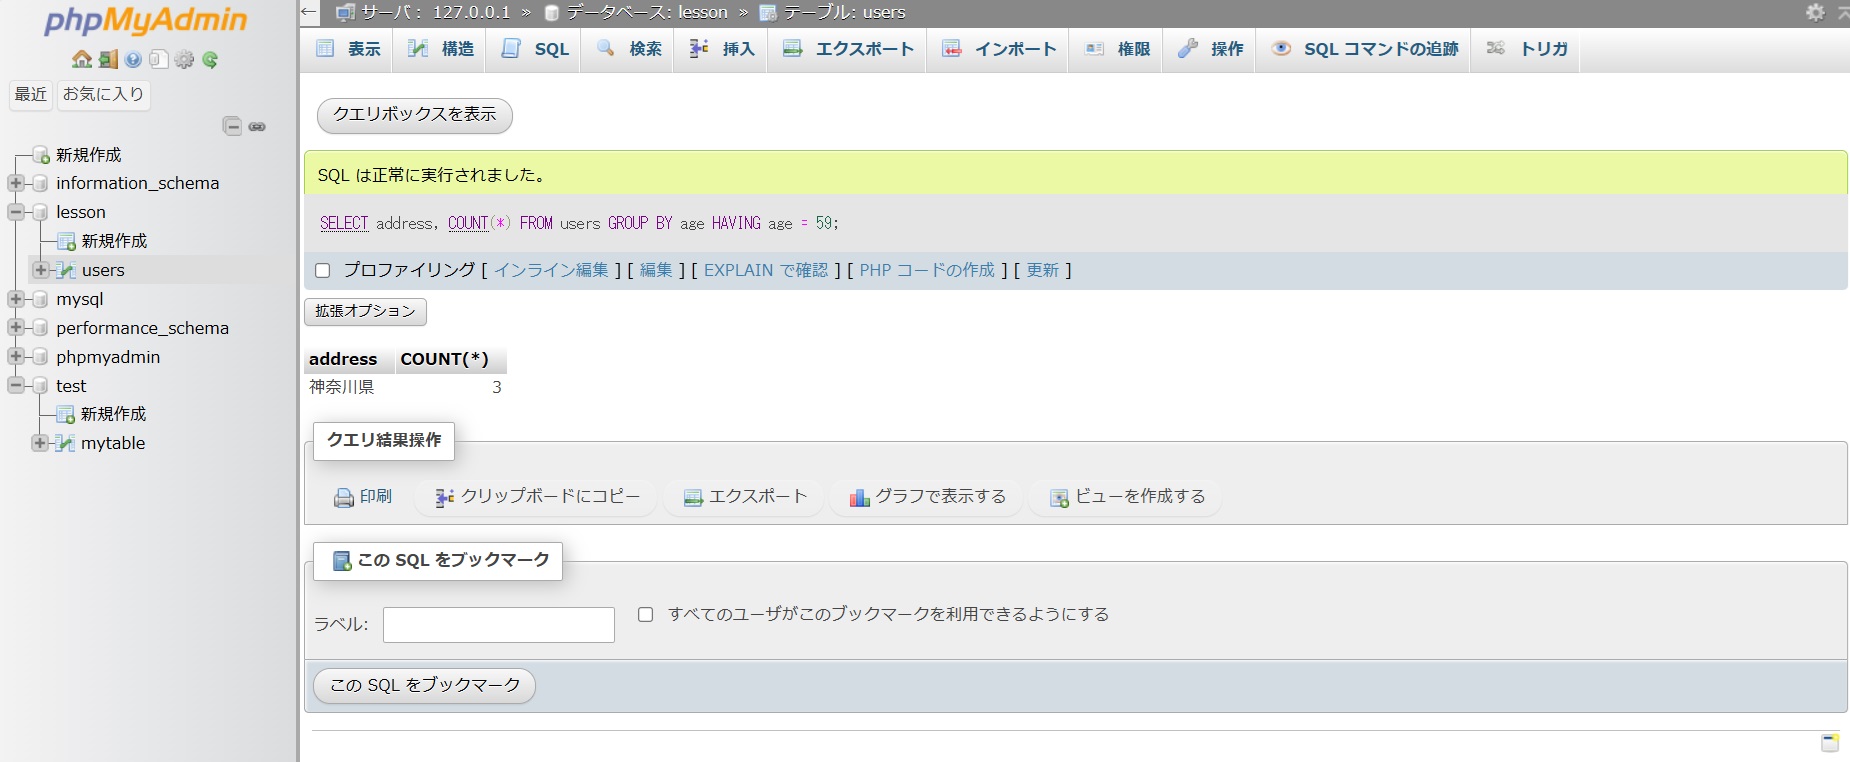 phpMyAdmin
最近 お気に入り
新規作成
information_schema
lesson
新規作成
users
mysql
performance_schema
phpmyadmin
test
新規作成
mytable
← サーバ: 127.0.0.1 » データベース: lesson » テーブル: users
表示 構造 SQL 検索 挿入 エクスポート インポート 権限 操作 SQL コマンドの追跡 トリガ
クエリボックスを表示
SQL は正常に実行されました。
SELECT address, COUNT(*) FROM users GROUP BY age HAVING age = 59;
プロファイリング [ インライン編集 ] [ 編集 ] [ EXPLAIN で確認 ] [ PHP コードの作成 ] [ 更新 ]
拡張オプション
address COUNT(*)
神奈川県 3
クエリ結果操作
印刷 クリップボードにコピー エクスポート グラフで表示する ビューを作成する
この SQL をブックマーク
ラベル: すべてのユーザがこのブックマークを利用できるようにする
この SQL をブックマーク